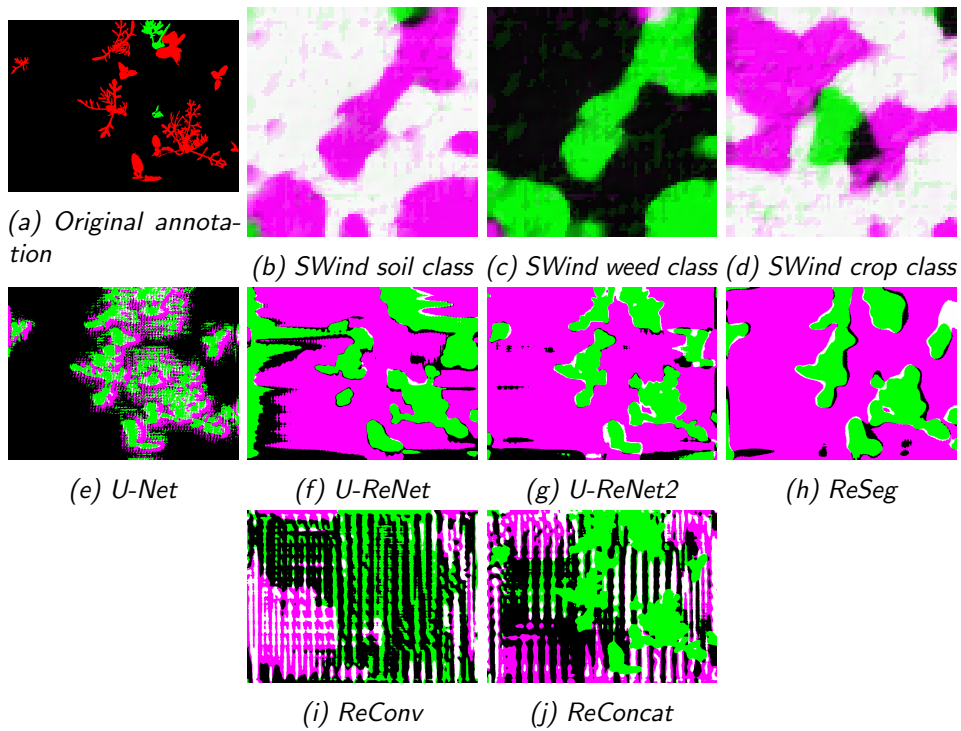 (a) Original annota-
tion
(b) SWind soil class
(c) SWind weed class
(d) SWind crop class
(e) U-Net
(f) U-ReNet
(g) U-ReNet2
(h) ReSeg
(i) ReConv
(j) ReConcat